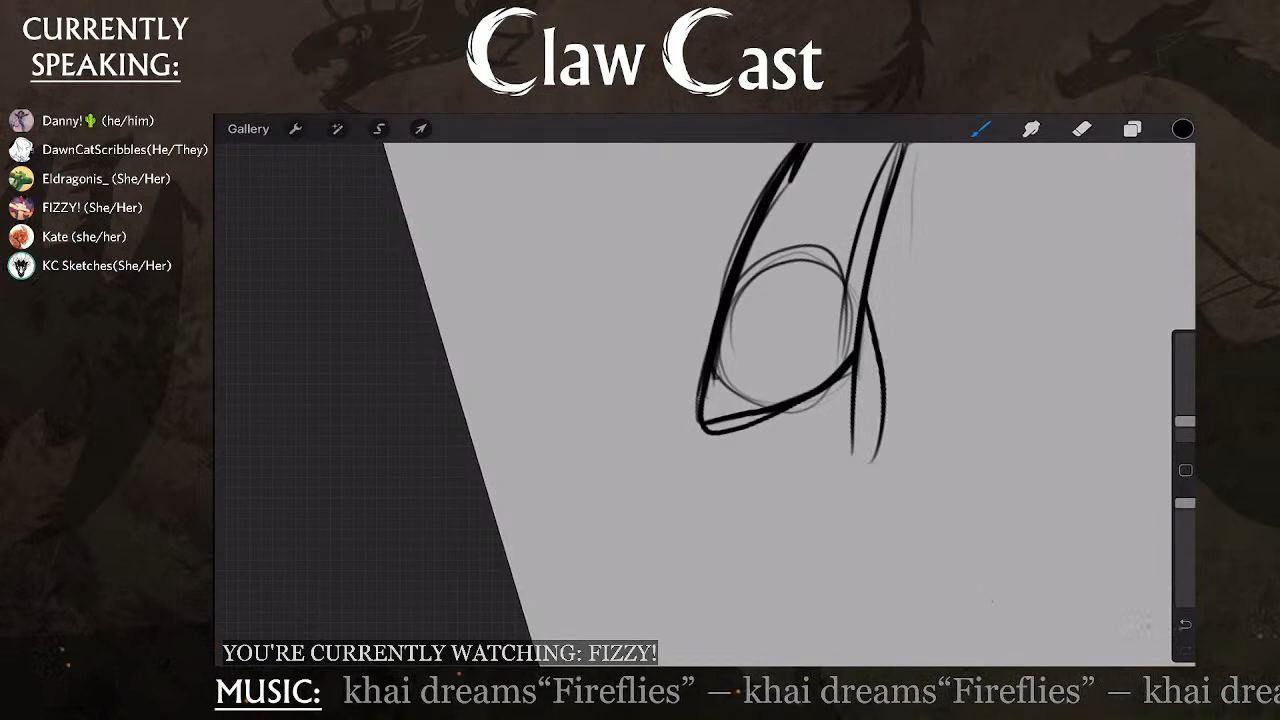 CURRENTLY
SPEAKING:
Claw Cast
Danny!🌵 (he/him)
DawnCatScribbles(He/They)
Eldragonis_ (She/Her)
FIZZY! (She/Her)
Kate (she/her)
KC Sketches(She/Her)
Gallery
YOU'RE CURRENTLY WATCHING: FIZZY!
MUSIC: khai dreams“Fireflies” — khai dreams“Fireflies” — khai drea